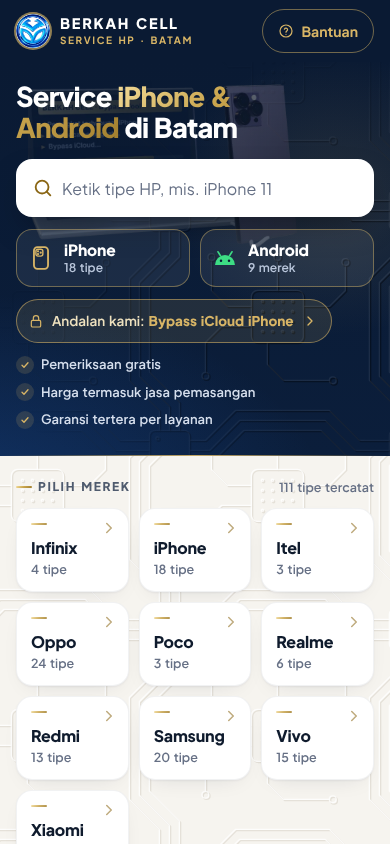 BERKAH CELL
SERVICE HP · BATAM
Bantuan
Service iPhone &
Android di Batam
Bypass iCloud...
Ketik tipe HP, mis. iPhone 11
iPhone
18 tipe
Android
9 merek
Andalan kami: Bypass iCloud iPhone
Pemeriksaan gratis
Harga termasuk jasa pemasangan
Garansi tertera per layanan
PILIH MEREK
111 tipe tercatat
Infinix
4 tipe
iPhone
18 tipe
Itel
3 tipe
Oppo
24 tipe
Poco
3 tipe
Realme
6 tipe
Redmi
13 tipe
Samsung
20 tipe
Vivo
15 tipe
Xiaomi